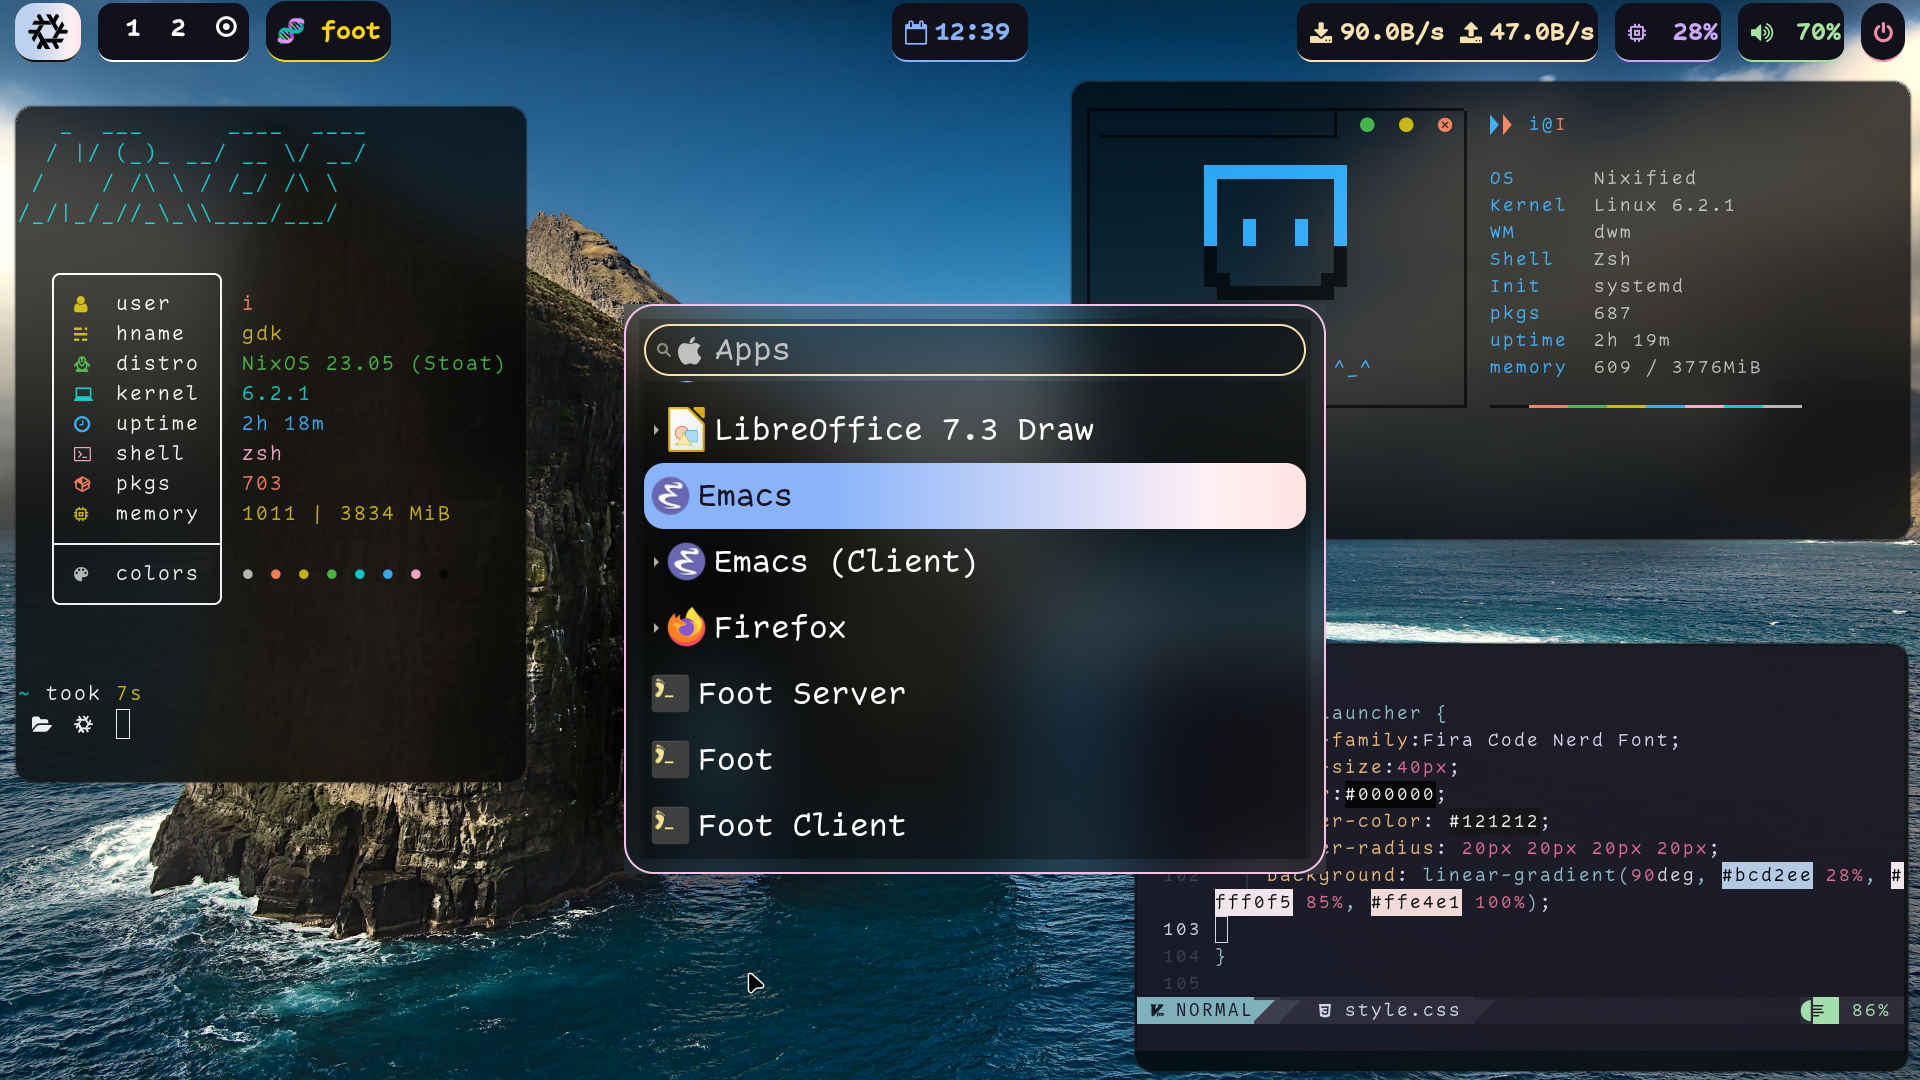 1 2
foot
12:39
90.0B/s 47.0B/s
28%
70%
user i
hname gdk
distro NixOS 23.05 (Stoat)
kernel 6.2.1
uptime 2h 18m
shell zsh
pkgs 703
memory 1011 | 3834 MiB
colors
~ took 7s
i@I
OS Nixified
Kernel Linux 6.2.1
WM dwm
Shell Zsh
Init systemd
pkgs 687
uptime 2h 19m
memory 609 / 3776MiB
^_^
Apps
LibreOffice 7.3 Draw
Emacs
Emacs (Client)
Firefox
Foot Server
Foot
Foot Client
auncher {
-family:Fira Code Nerd Font;
-size:40px;
:#000000;
er-color: #121212;
er-radius: 20px 20px 20px 20px;
102 background: linear-gradient(90deg, #bcd2ee 28%, #
fff0f5 85%, #ffe4e1 100%);
103
104 }
105
NORMAL style.css 86%